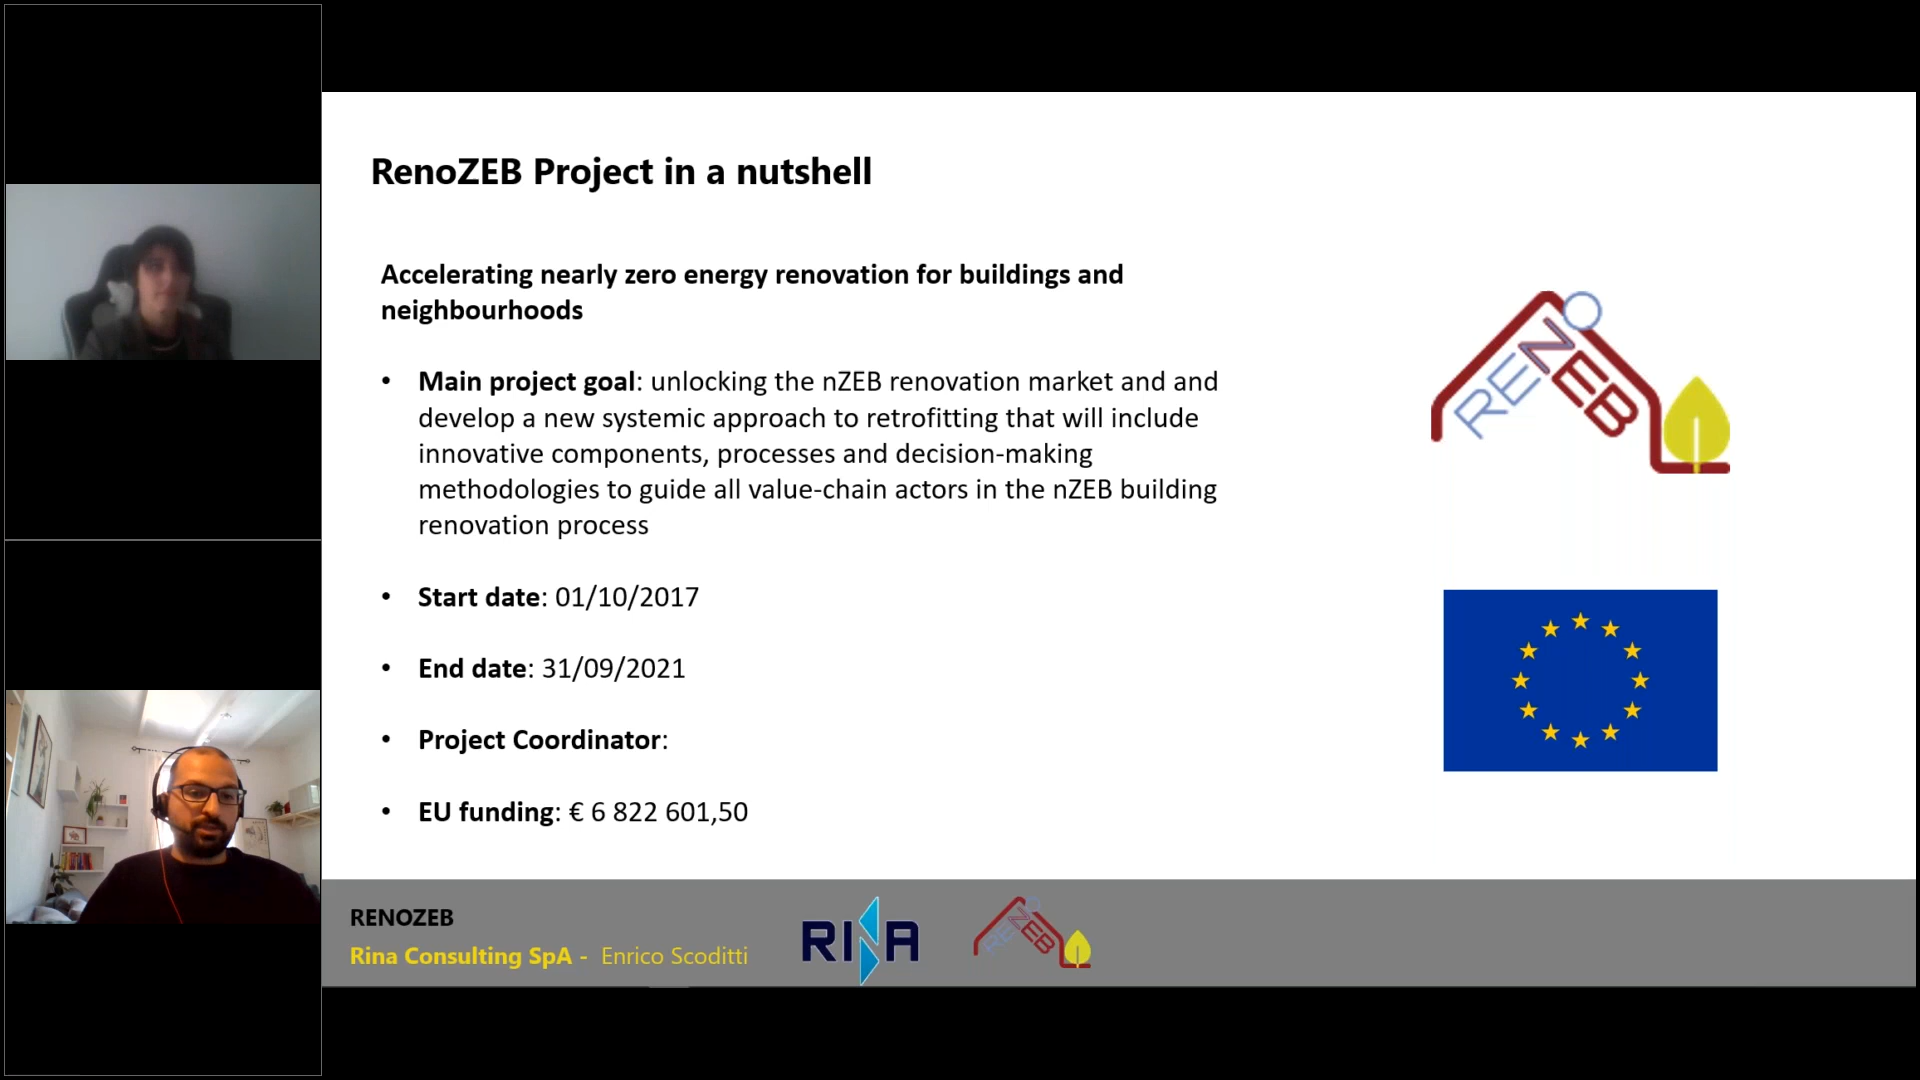 RenoZEB Project in a nutshell
Accelerating nearly zero energy renovation for buildings and
neighbourhoods
• Main project goal: unlocking the nZEB renovation market and and
develop a new systemic approach to retrofitting that will include
innovative components, processes and decision-making
methodologies to guide all value-chain actors in the nZEB building
renovation process
• Start date: 01/10/2017
• End date: 31/09/2021
• Project Coordinator:
• EU funding: € 6 822 601,50
RENOZEB
RENOZEB
Rina Consulting SpA - Enrico Scoditti
RINA
RENOZEB